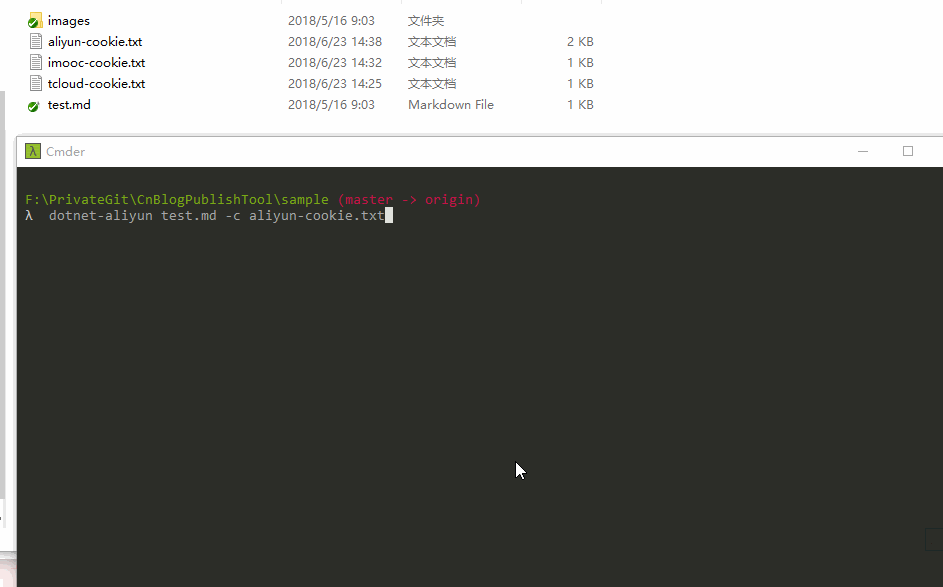 images 2018/5/16 9:03 文件夹
aliyun-cookie.txt 2018/6/23 14:38 文本文档 2 KB
imooc-cookie.txt 2018/6/23 14:32 文本文档 1 KB
tcloud-cookie.txt 2018/6/23 14:25 文本文档 1 KB
test.md 2018/5/16 9:03 Markdown File 1 KB
λ Cmder
F:\PrivateGit\CnBlogPublishTool\sample (master -> origin)
λ dotnet-aliyun test.md -c aliyun-cookie.txt